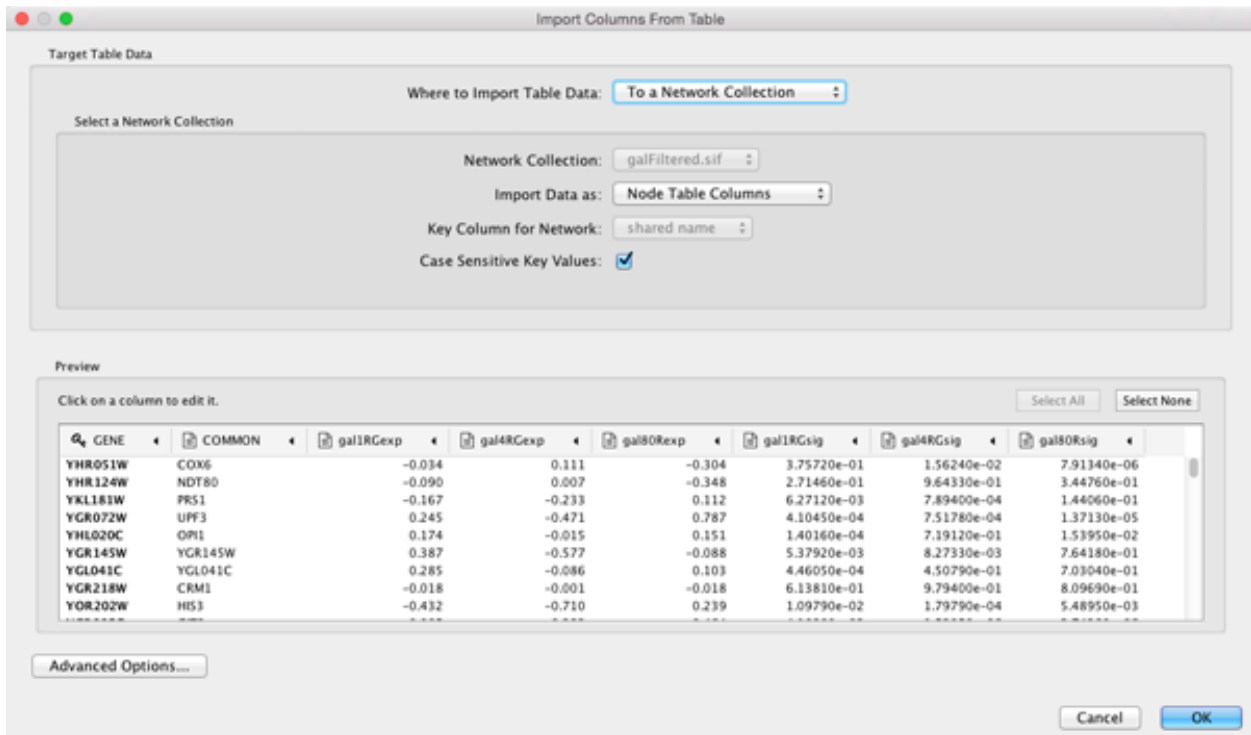 Import Columns From Table
Target Table Data
Where to Import Table Data: To a Network Collection
Select a Network Collection
Network Collection: galFiltered.sif
Import Data as: Node Table Columns
Key Column for Network: shared name
Case Sensitive Key Values:
Preview
Click on a column to edit it. Select All Select None
GENE COMMON gal1RGexp gal4RGexp gal80Rexp gal1RGsig gal4RGsig gal80Rsig
YHR051W COX6 -0.034 0.111 -0.304 3.75720e-01 1.56240e-02 7.91340e-06
YHR124W NDT80 -0.090 0.007 -0.348 2.71460e-01 9.64330e-01 3.44760e-01
YKL181W PRS1 -0.167 -0.233 0.112 6.27120e-03 7.89400e-04 1.44060e-01
YGR072W UPF3 0.245 -0.471 0.787 4.10450e-04 7.51780e-04 1.37130e-05
YHL020C OPI1 0.174 -0.015 0.151 1.40160e-04 7.19120e-01 1.53950e-02
YGR145W YGR145W 0.387 -0.577 -0.088 5.37920e-03 8.27330e-03 7.64180e-01
YGL041C YGL041C 0.285 -0.086 0.103 4.46050e-04 4.50790e-01 7.03040e-01
YGR218W CRM1 -0.018 -0.001 -0.018 6.13810e-01 9.79400e-01 8.09690e-01
YOR202W HIS3 -0.432 -0.710 0.239 1.09790e-02 1.79790e-04 5.48950e-03
Advanced Options...
Cancel OK